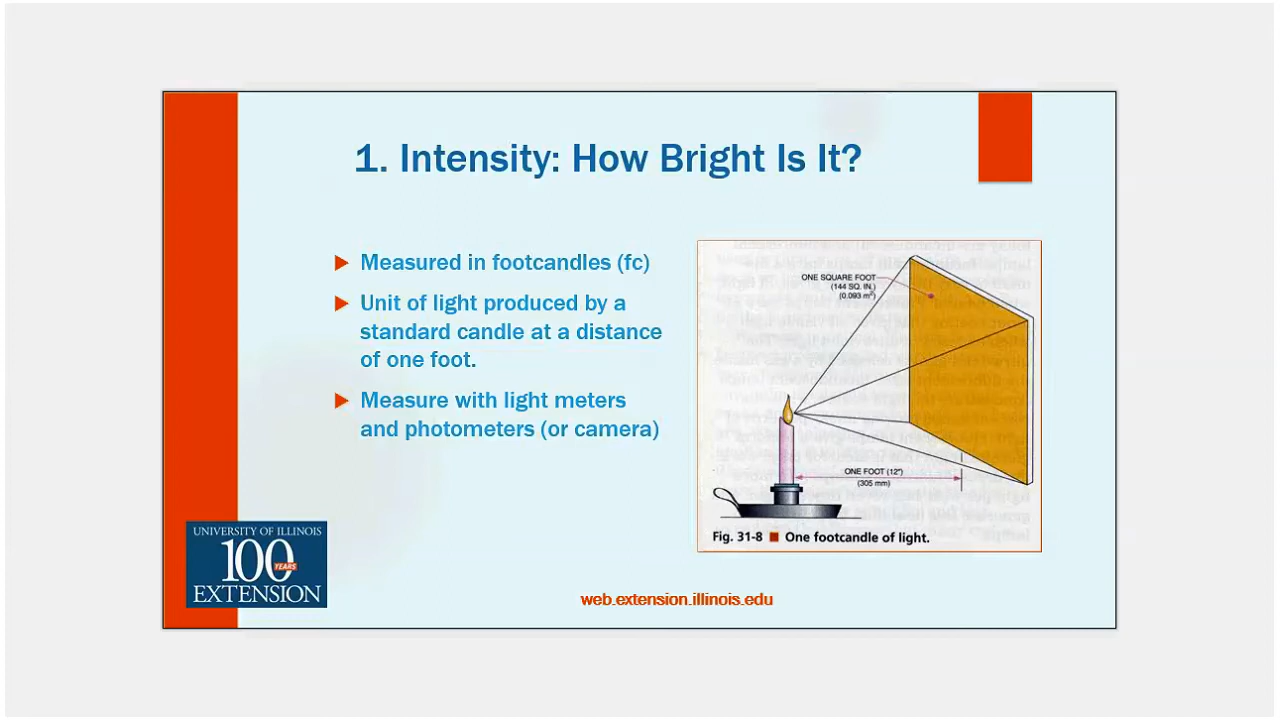 1. Intensity: How Bright Is It?
Measured in footcandles (fc)
Unit of light produced by a
standard candle at a distance
of one foot.
Measure with light meters
and photometers (or camera)
ONE SQUARE FOOT
(144 SQ. IN.)
(0.093 m²)
ONE FOOT (12")
(305 mm)
Fig. 31-8 ■ One footcandle of light.
UNIVERSITY OF ILLINOIS
100 YEARS
EXTENSION
web.extension.illinois.edu